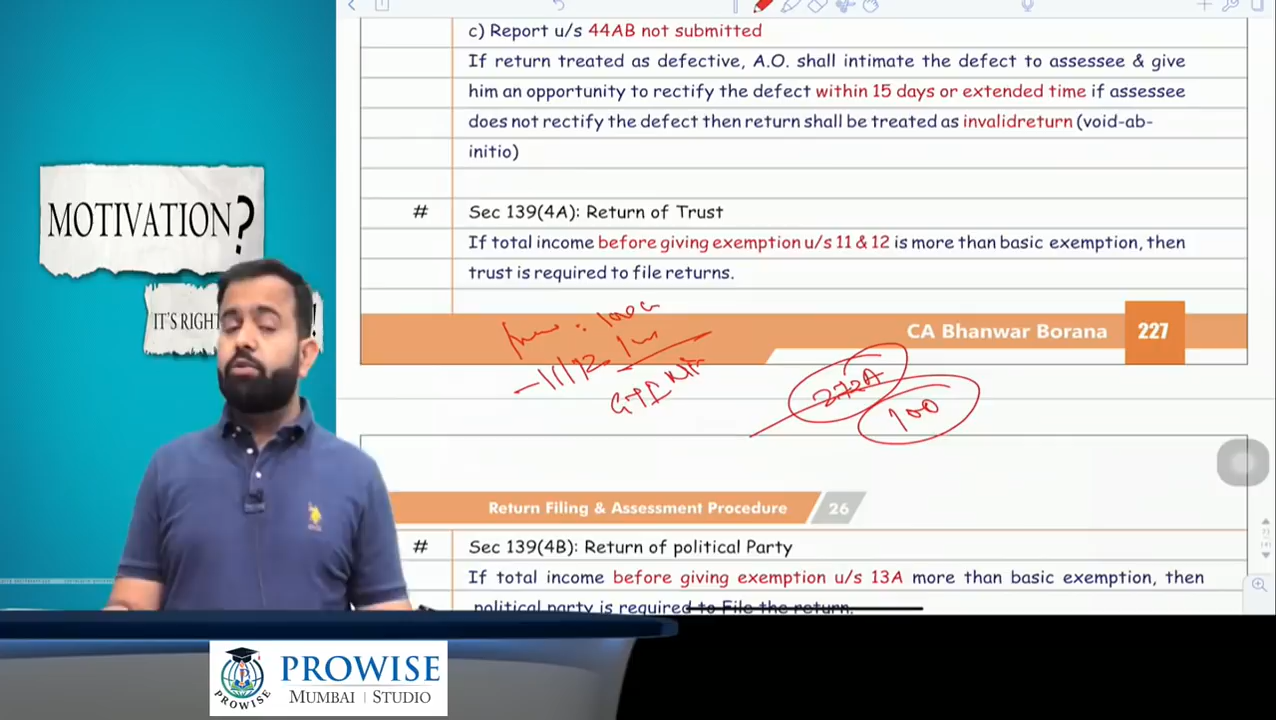 c) Report u/s 44AB not submitted
If return treated as defective, A.O. shall intimate the defect to assessee & give
him an opportunity to rectify the defect within 15 days or extended time if assessee
does not rectify the defect then return shall be treated as invalidreturn (void-ab-
initio)
# Sec 139(4A): Return of Trust
If total income before giving exemption u/s 11 & 12 is more than basic exemption, then
trust is required to file returns.
- 11/12
GTI Nil
272A
100
CA Bhanwar Borana 227
Return Filing & Assessment Procedure 26
# Sec 139(4B): Return of political Party
If total income before giving exemption u/s 13A more than basic exemption, then
political party is required to File the return.
MOTIVATION?
IT'S RIGHT
PROWISE
PROWISE
MUMBAI | STUDIO